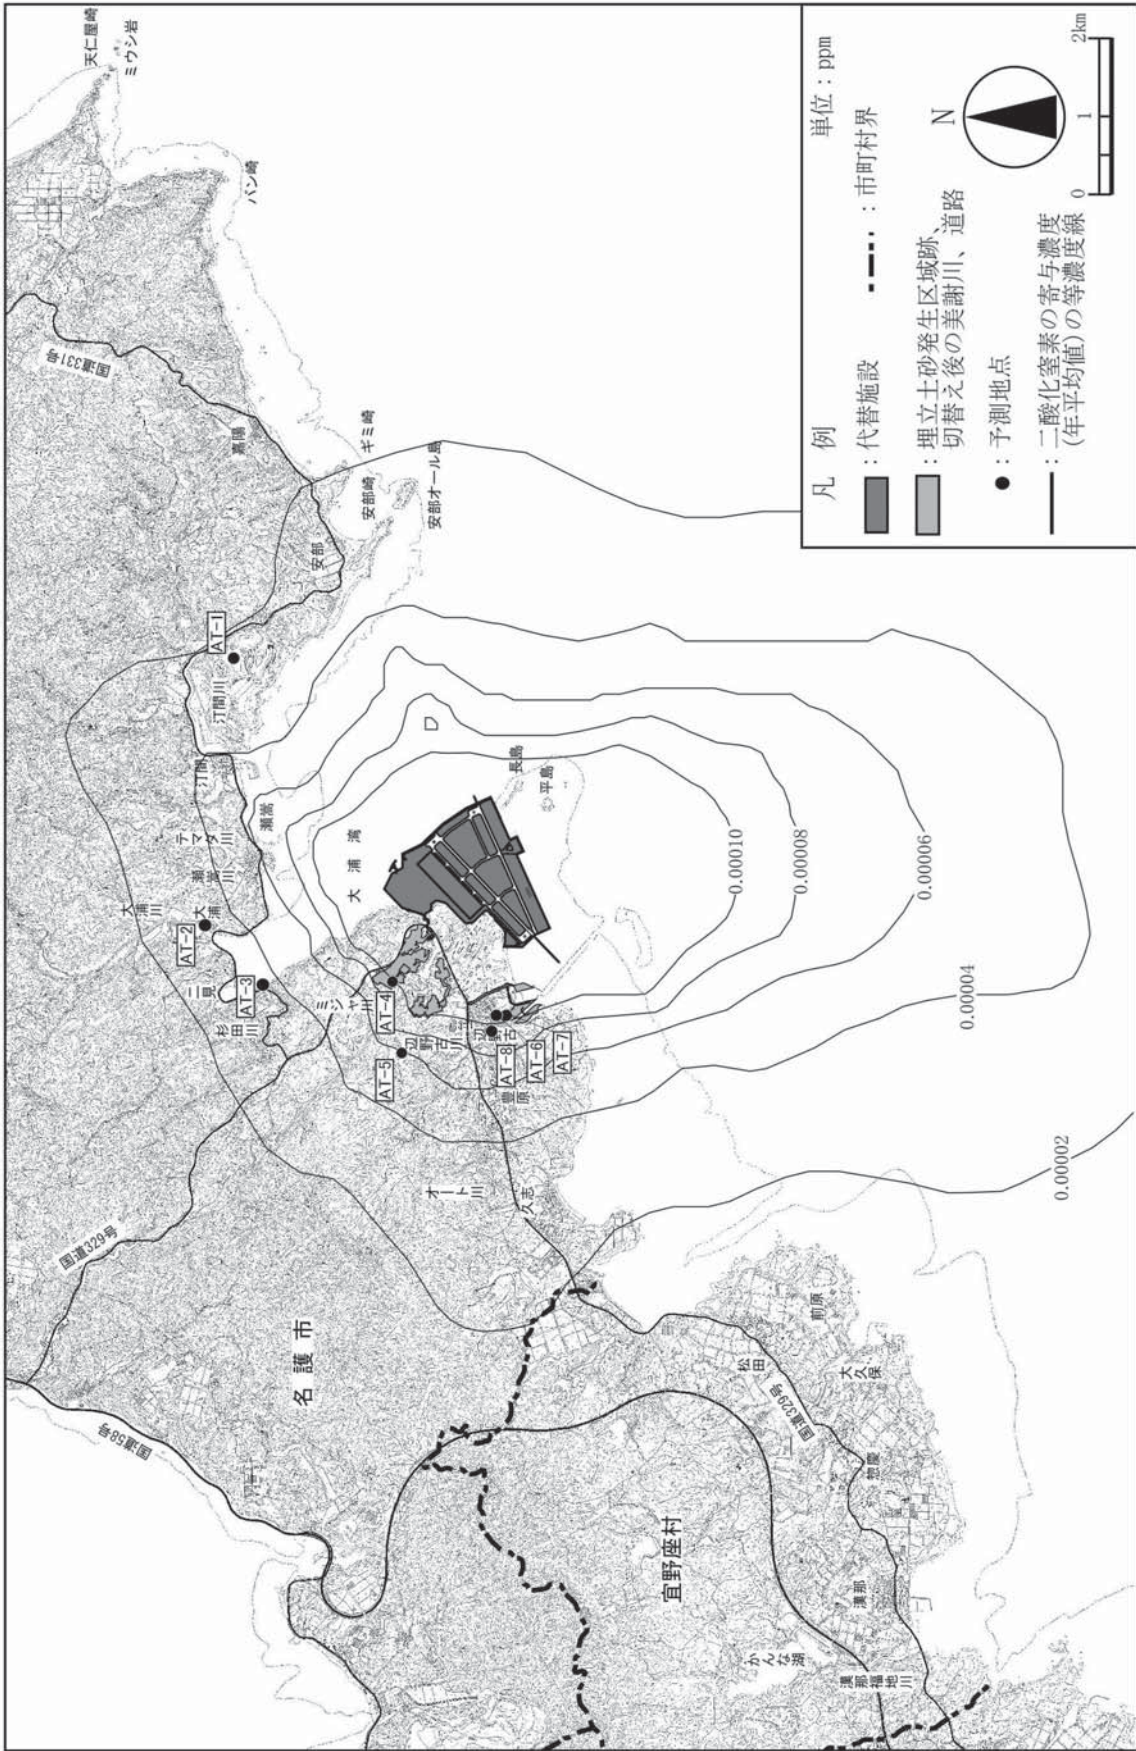 天仁屋崎
ミウシ岩
バン崎
国道331号
嘉陽
ギミ崎
安部崎
安部オール島
安部
AT-1
汀間川
汀間
テマタ川
瀬嵩
瀬嵩川
大浦川
大浦
AT-2
二見
AT-3
杉田川
大浦湾
長島
平島
ミジャ川
AT-4
辺野古川
AT-5
辺野古
AT-8
AT-6
AT-7
豊原
オート川
久志
国道329号
0.00010
0.00008
0.00006
0.00004
0.00002
名護市
国道58号
宜野座村
松田
前原
大久保
国道329号
惣慶
漢那
かんな湖
漢那福地川
凡 例
単位：ppm
：代替施設
：市町村界
：埋立土砂発生区域跡、
切替え後の美謝川、道路
：予測地点
：二酸化窒素の寄与濃度
(年平均値)の等濃度線
N
0
1
2km